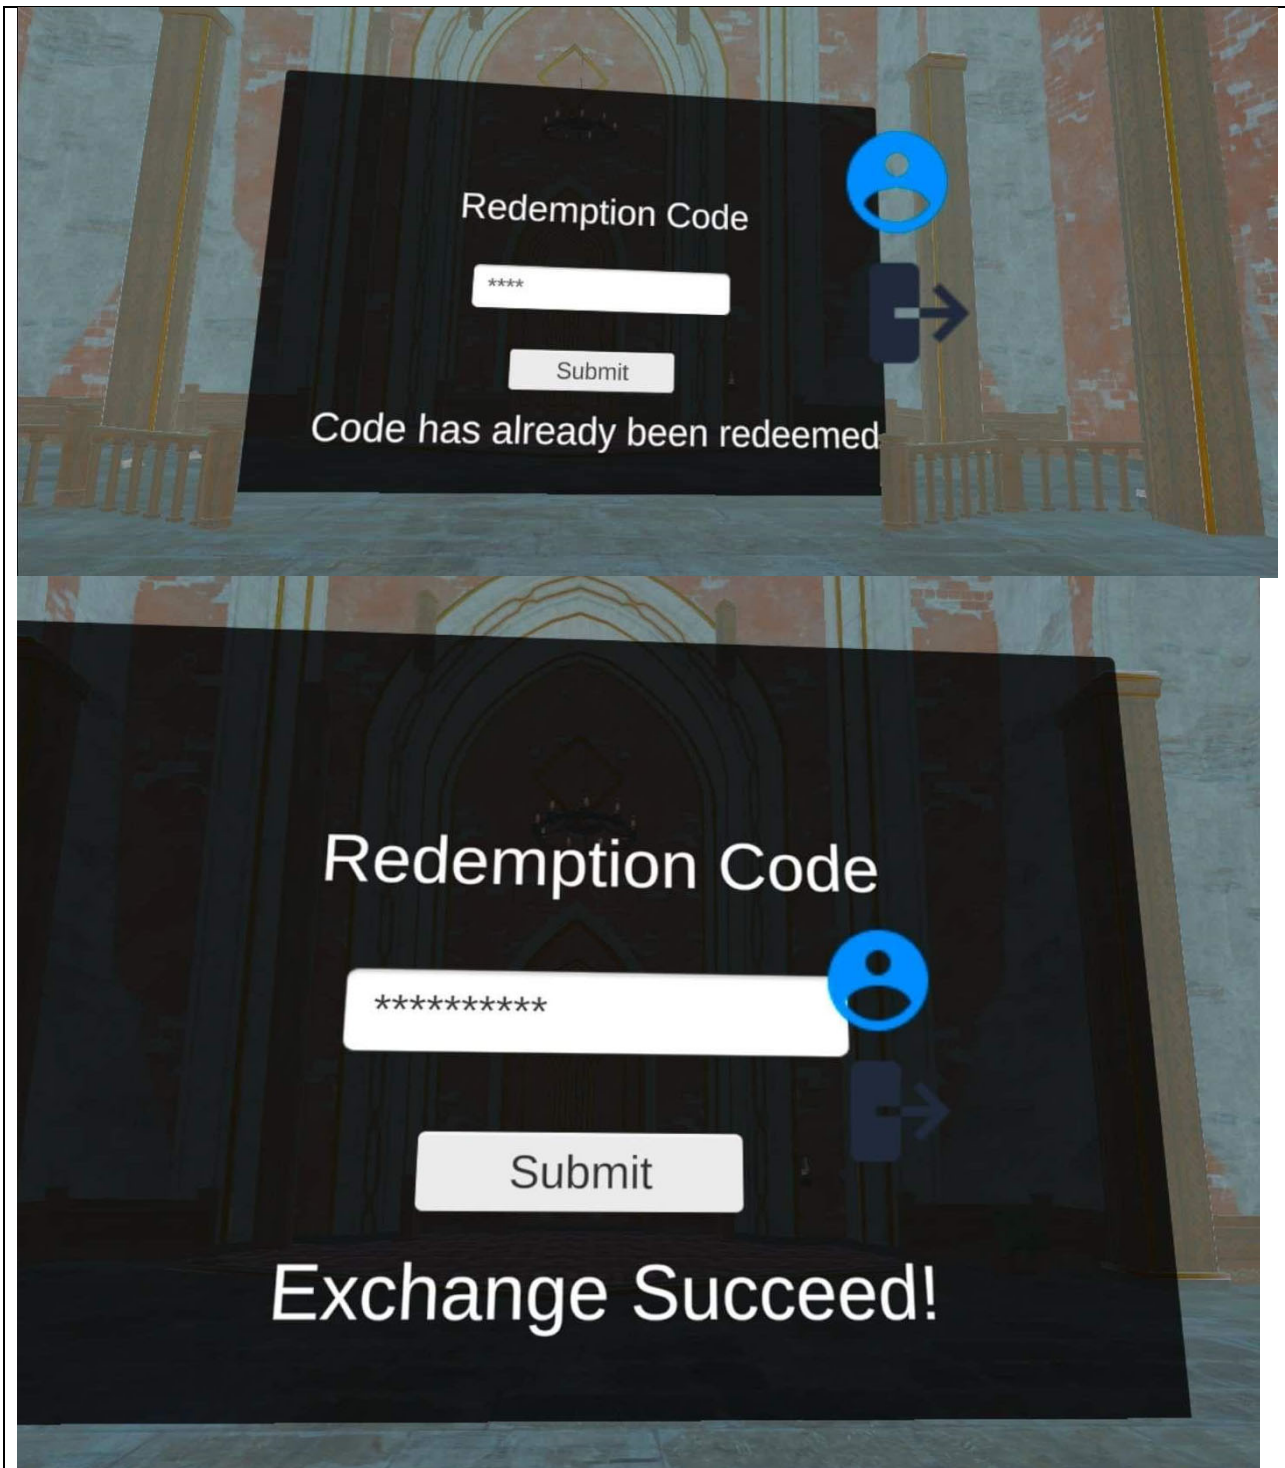 Redemption Code
****
Submit
Code has already been redeemed
Redemption Code
**********
Submit
Exchange Succeed!